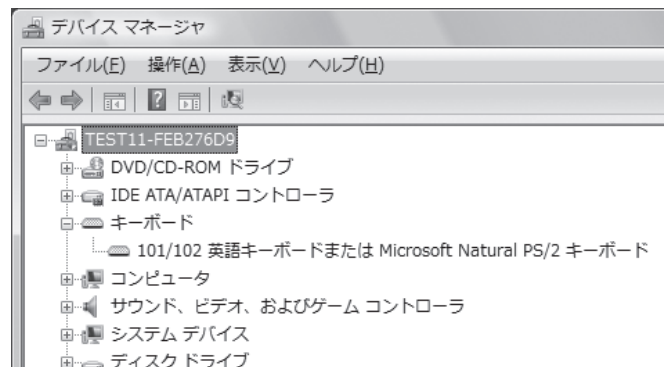 デバイス マネージャ
ファイル(F) 操作(A) 表示(V) ヘルプ(H)
TEST11-FEB276D9
DVD/CD-ROM ドライブ
IDE ATA/ATAPI コントローラ
キーボード
101/102 英語キーボードまたは Microsoft Natural PS/2 キーボード
コンピュータ
サウンド、ビデオ、およびゲーム コントローラ
システム デバイス
ディスク ドライブ